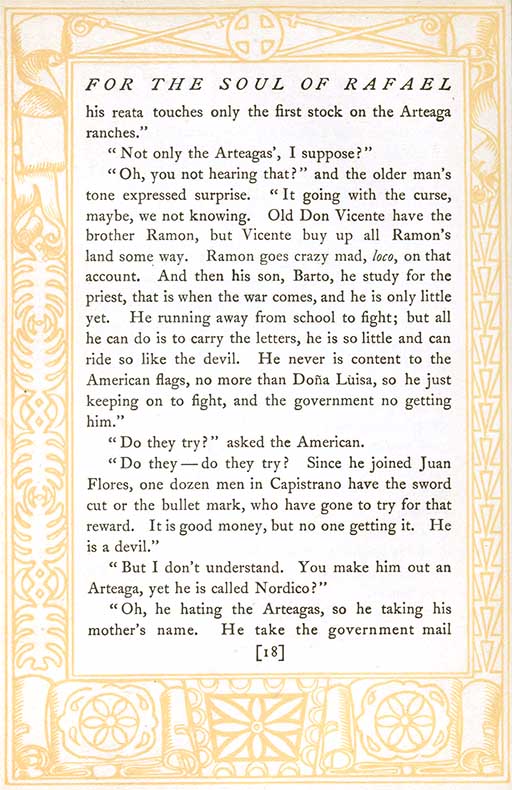 FOR THE SOUL OF RAFAEL
his reata touches only the first stock on the Arteaga
ranches."
"Not only the Arteagas', I suppose?"
"Oh, you not hearing that?" and the older man's
tone expressed surprise. "It going with the curse,
maybe, we not knowing. Old Don Vicente have the
brother Ramon, but Vicente buy up all Ramon's
land some way. Ramon goes crazy mad, loco, on that
account. And then his son, Barto, he study for the
priest, that is when the war comes, and he is only little
yet. He running away from school to fight; but all
he can do is to carry the letters, he is so little and can
ride so like the devil. He never is content to the
American flags, no more than Doña Luisa, so he just
keeping on to fight, and the government no getting
him."
"Do they try?" asked the American.
"Do they — do they try? Since he joined Juan
Flores, one dozen men in Capistrano have the sword
cut or the bullet mark, who have gone to try for that
reward. It is good money, but no one getting it. He
is a devil."
"But I don't understand. You make him out an
Arteaga, yet he is called Nordico?"
"Oh, he hating the Arteagas, so he taking his
mother's name. He take the government mail
[18]